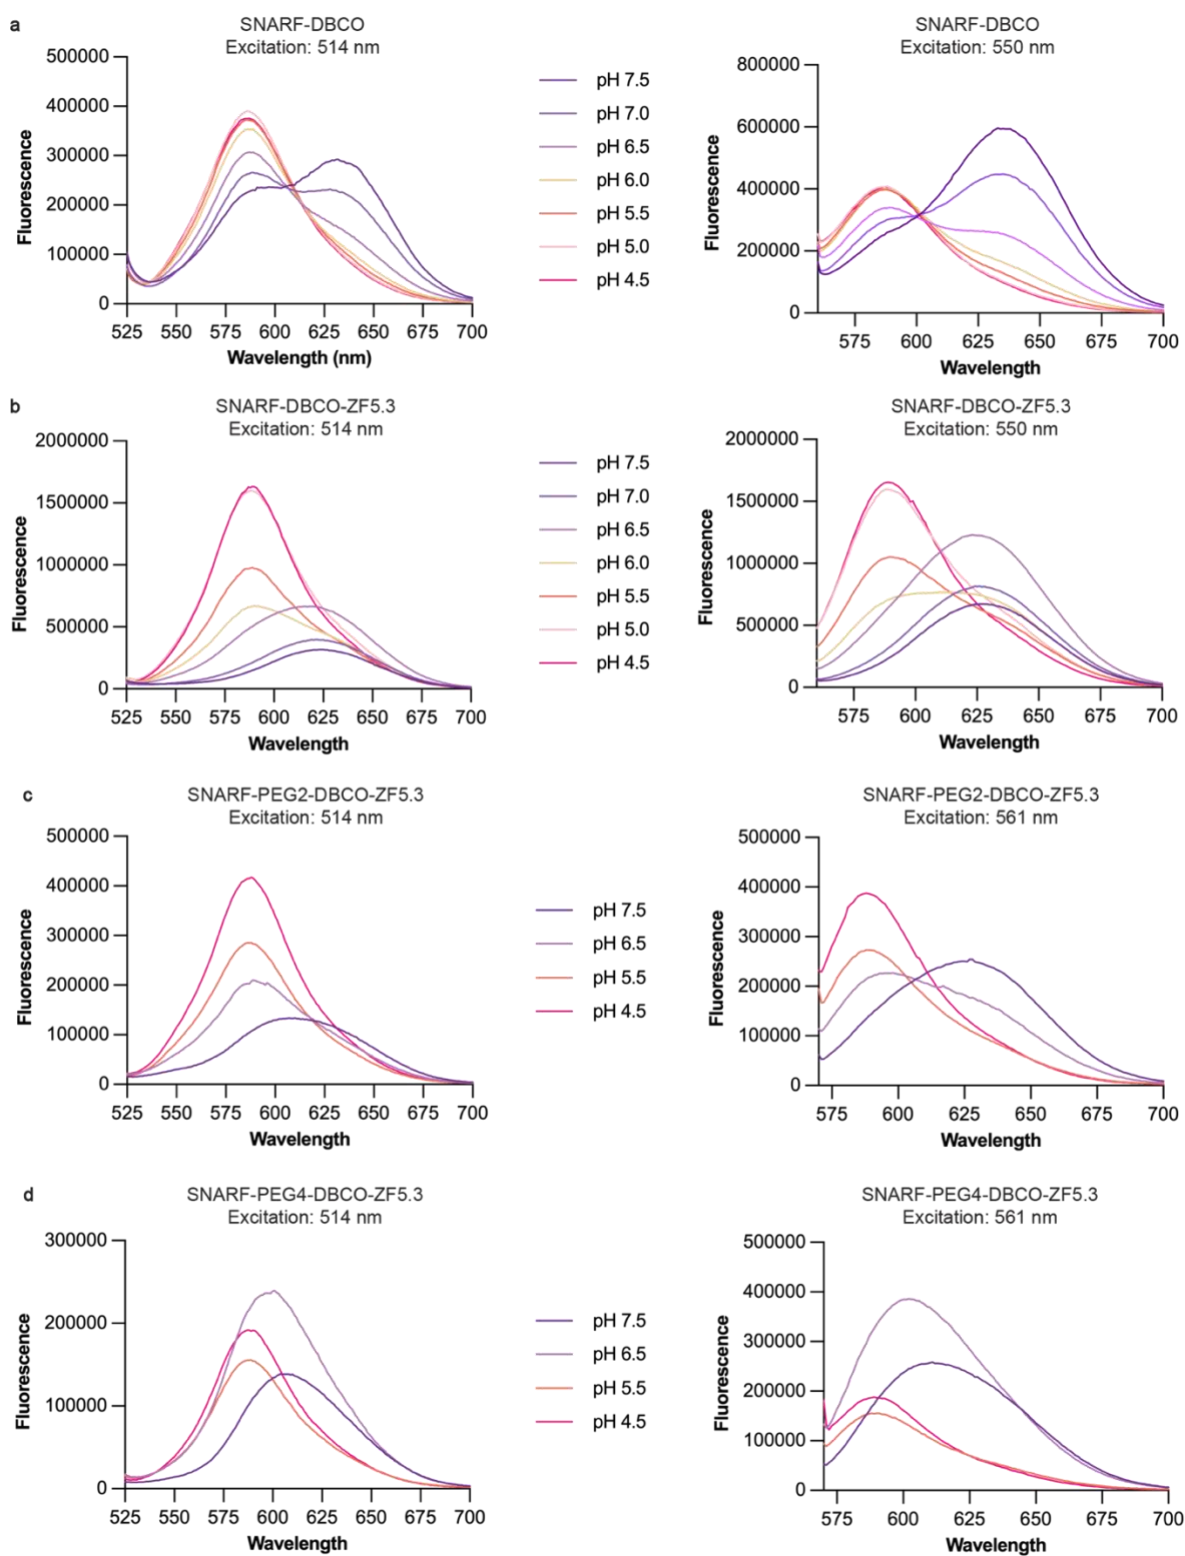 a
SNARF-DBCO
Excitation: 514 nm
500000
400000
300000
200000
100000
0
Fluorescence
525 550 575 600 625 650 675 700
Wavelength (nm)
pH 7.5
pH 7.0
pH 6.5
pH 6.0
pH 5.5
pH 5.0
pH 4.5
SNARF-DBCO
Excitation: 550 nm
800000
600000
400000
200000
0
Fluorescence
575 600 625 650 675 700
Wavelength
b
SNARF-DBCO-ZF5.3
Excitation: 514 nm
2000000
1500000
1000000
500000
0
Fluorescence
525 550 575 600 625 650 675 700
Wavelength
pH 7.5
pH 7.0
pH 6.5
pH 6.0
pH 5.5
pH 5.0
pH 4.5
SNARF-DBCO-ZF5.3
Excitation: 550 nm
2000000
1500000
1000000
500000
0
Fluorescence
575 600 625 650 675 700
Wavelength
c
SNARF-PEG2-DBCO-ZF5.3
Excitation: 514 nm
500000
400000
300000
200000
100000
0
Fluorescence
525 550 575 600 625 650 675 700
Wavelength
pH 7.5
pH 6.5
pH 5.5
pH 4.5
SNARF-PEG2-DBCO-ZF5.3
Excitation: 561 nm
500000
400000
300000
200000
100000
0
Fluorescence
575 600 625 650 675 700
Wavelength
d
SNARF-PEG4-DBCO-ZF5.3
Excitation: 514 nm
300000
200000
100000
0
Fluorescence
525 550 575 600 625 650 675 700
Wavelength
pH 7.5
pH 6.5
pH 5.5
pH 4.5
SNARF-PEG4-DBCO-ZF5.3
Excitation: 561 nm
500000
400000
300000
200000
100000
0
Fluorescence
575 600 625 650 675 700
Wavelength